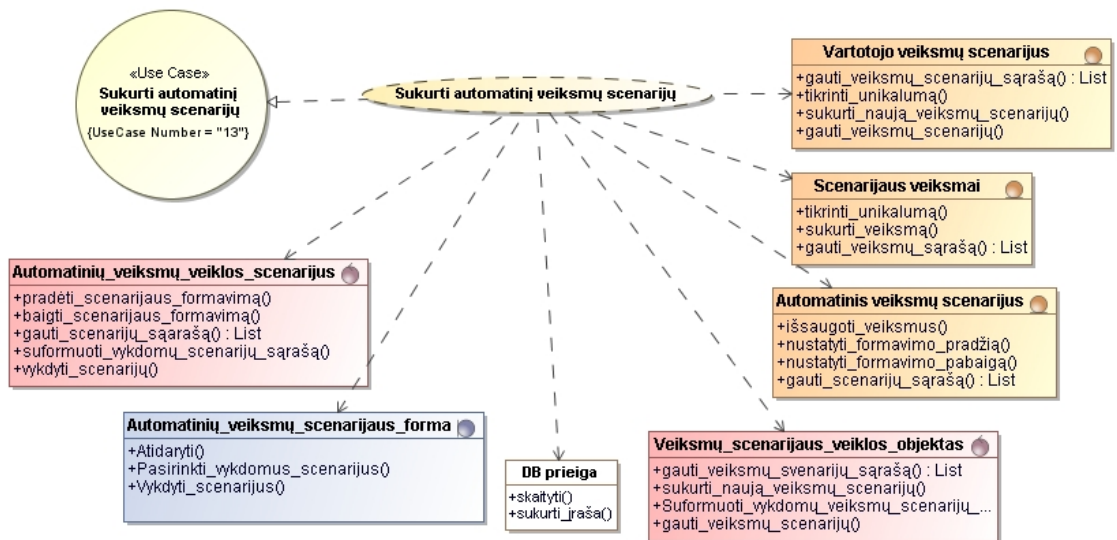 «Use Case»
Sukurti automatinį
veiksmų scenarijų
{UseCase Number = "13"}
Sukurti automatinį veiksmų scenarijų
Vartotojo veiksmų scenarijus
+gauti_veiksmų_scenarijų_sąrašą() : List
+tikrinti_unikalumą()
+sukurti_naują_veiksmų_scenarijų()
+gauti_veiksmų_scenarijų()
Scenarijaus veiksmai
+tikrinti_unikalumą()
+sukurti_veiksmą()
+gauti_veiksmų_sąrašą() : List
Automatinių_veiksmų_veiklos_scenarijus
+pradėti_scenarijaus_formavimą()
+baigti_scenarijaus_formavimą()
+gauti_scenarijų_sąarašą() : List
+suformuoti_vykdomų_scenarijų_sąrašą()
+vykdyti_scenarijų()
Automatinis veiksmų scenarijus
+išsaugoti_veiksmus()
+nustatyti_formavimo_pradžią()
+nustatyti_formavimo_pabaigą()
+gauti_scenarijų_sąrašą() : List
Automatinių_veiksmų_scenarijaus_forma
+Atidaryti()
+Pasirinkti_vykdomus_scenarijus()
+Vykdyti_scenarijus()
DB prieiga
+skaityti()
+sukurti_įraša()
Veiksmų_scenarijaus_veiklos_objektas
+gauti_veiksmų_svenarijų_sąrašą() : List
+sukurti_naują_veiksmų_scenarijų()
+Suformuoti_vykdomų_veiksmų_scenarijų_...
+gauti_veiksmų_scenarijų()